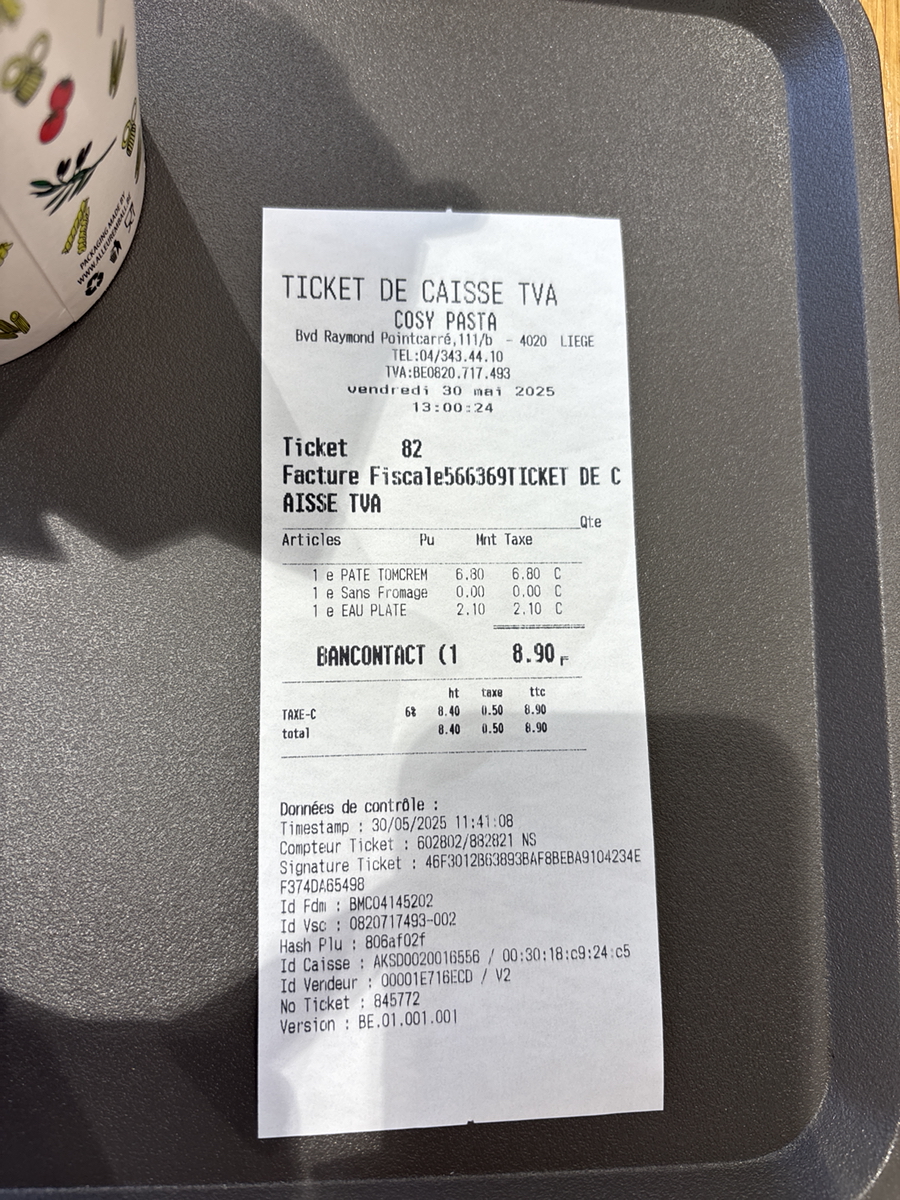 PACKAGING MADE BY
WWW.ALLEUREMBALL.BE
TICKET DE CAISSE TVA
COSY PASTA
Bvd Raymond Pointcarré,111/b - 4020 LIEGE
TEL:04/343.44.10
TVA:BE0820.717.493
vendredi 30 mai 2025
13:00:24
Ticket 82
Facture Fiscale566369TICKET DE C
AISSE TVA
Qte
Articles Pu Mnt Taxe
1 e PATE TOMCREM 6.80 6.80 C
1 e Sans Fromage 0.00 0.00 C
1 e EAU PLATE 2.10 2.10 C
BANCONTACT (1 8.90
ht taxe ttc
TAXE-C 6% 8.40 0.50 8.90
total 8.40 0.50 8.90
Données de contrôle :
Timestamp : 30/05/2025 11:41:08
Compteur Ticket : 602802/882821 NS
Signature Ticket : 46F3012B63893BAF8BEBA9104234E
F374DA65498
Id Fdm : BMC04145202
Id Vsc : 0820717493-002
Hash Plu : 806af02f
Id Caisse : AKSD0020016556 / 00:30:18:c9:24:c5
Id Vendeur : 00001E716ECD / V2
No Ticket : 845772
Version : BE.01.001.001